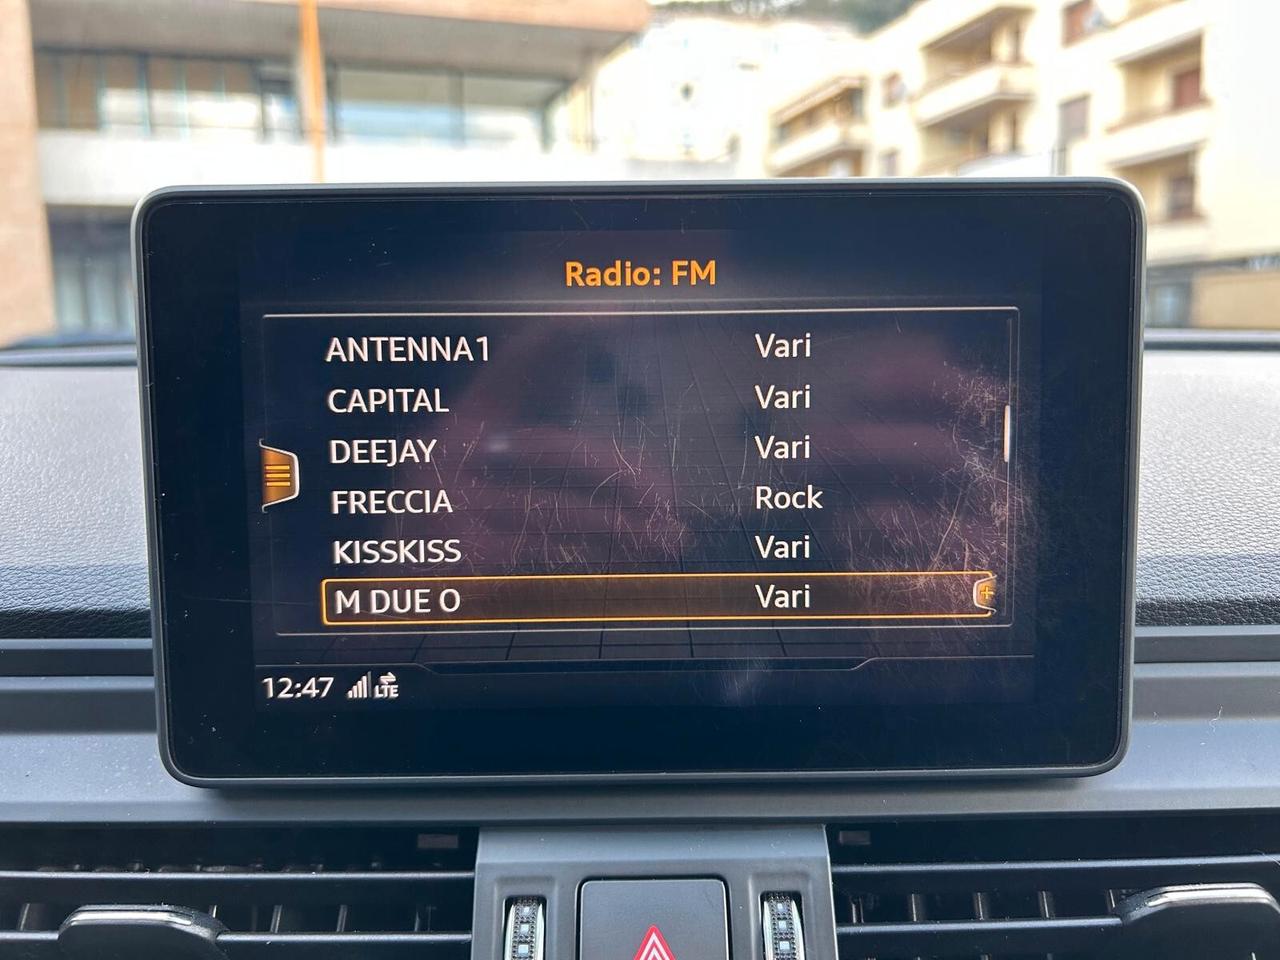 Radio: FM
ANTENNA1 Vari
CAPITAL Vari
DEEJAY Vari
FRECCIA Rock
KISSKISS Vari
M DUE O Vari
12:47 LTE